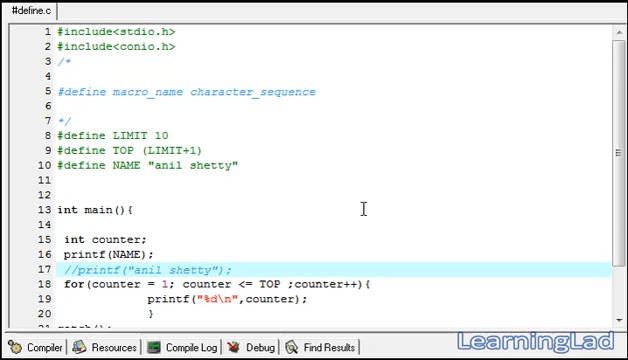 #define.c
1 #include<stdio.h>
2 #include<conio.h>
3 /*
4
5 #define macro_name character_sequence
6
7 */
8 #define LIMIT 10
9 #define TOP (LIMIT+1)
10 #define NAME "anil shetty"
11
12
13 int main(){
14
15 int counter;
16 printf(NAME);
17 //printf("anil shetty");
18 for(counter = 1; counter <= TOP ;counter++){
19 printf("%d\n",counter);
20 }
LearningLad
Compiler Resources Compile Log Debug Find Results